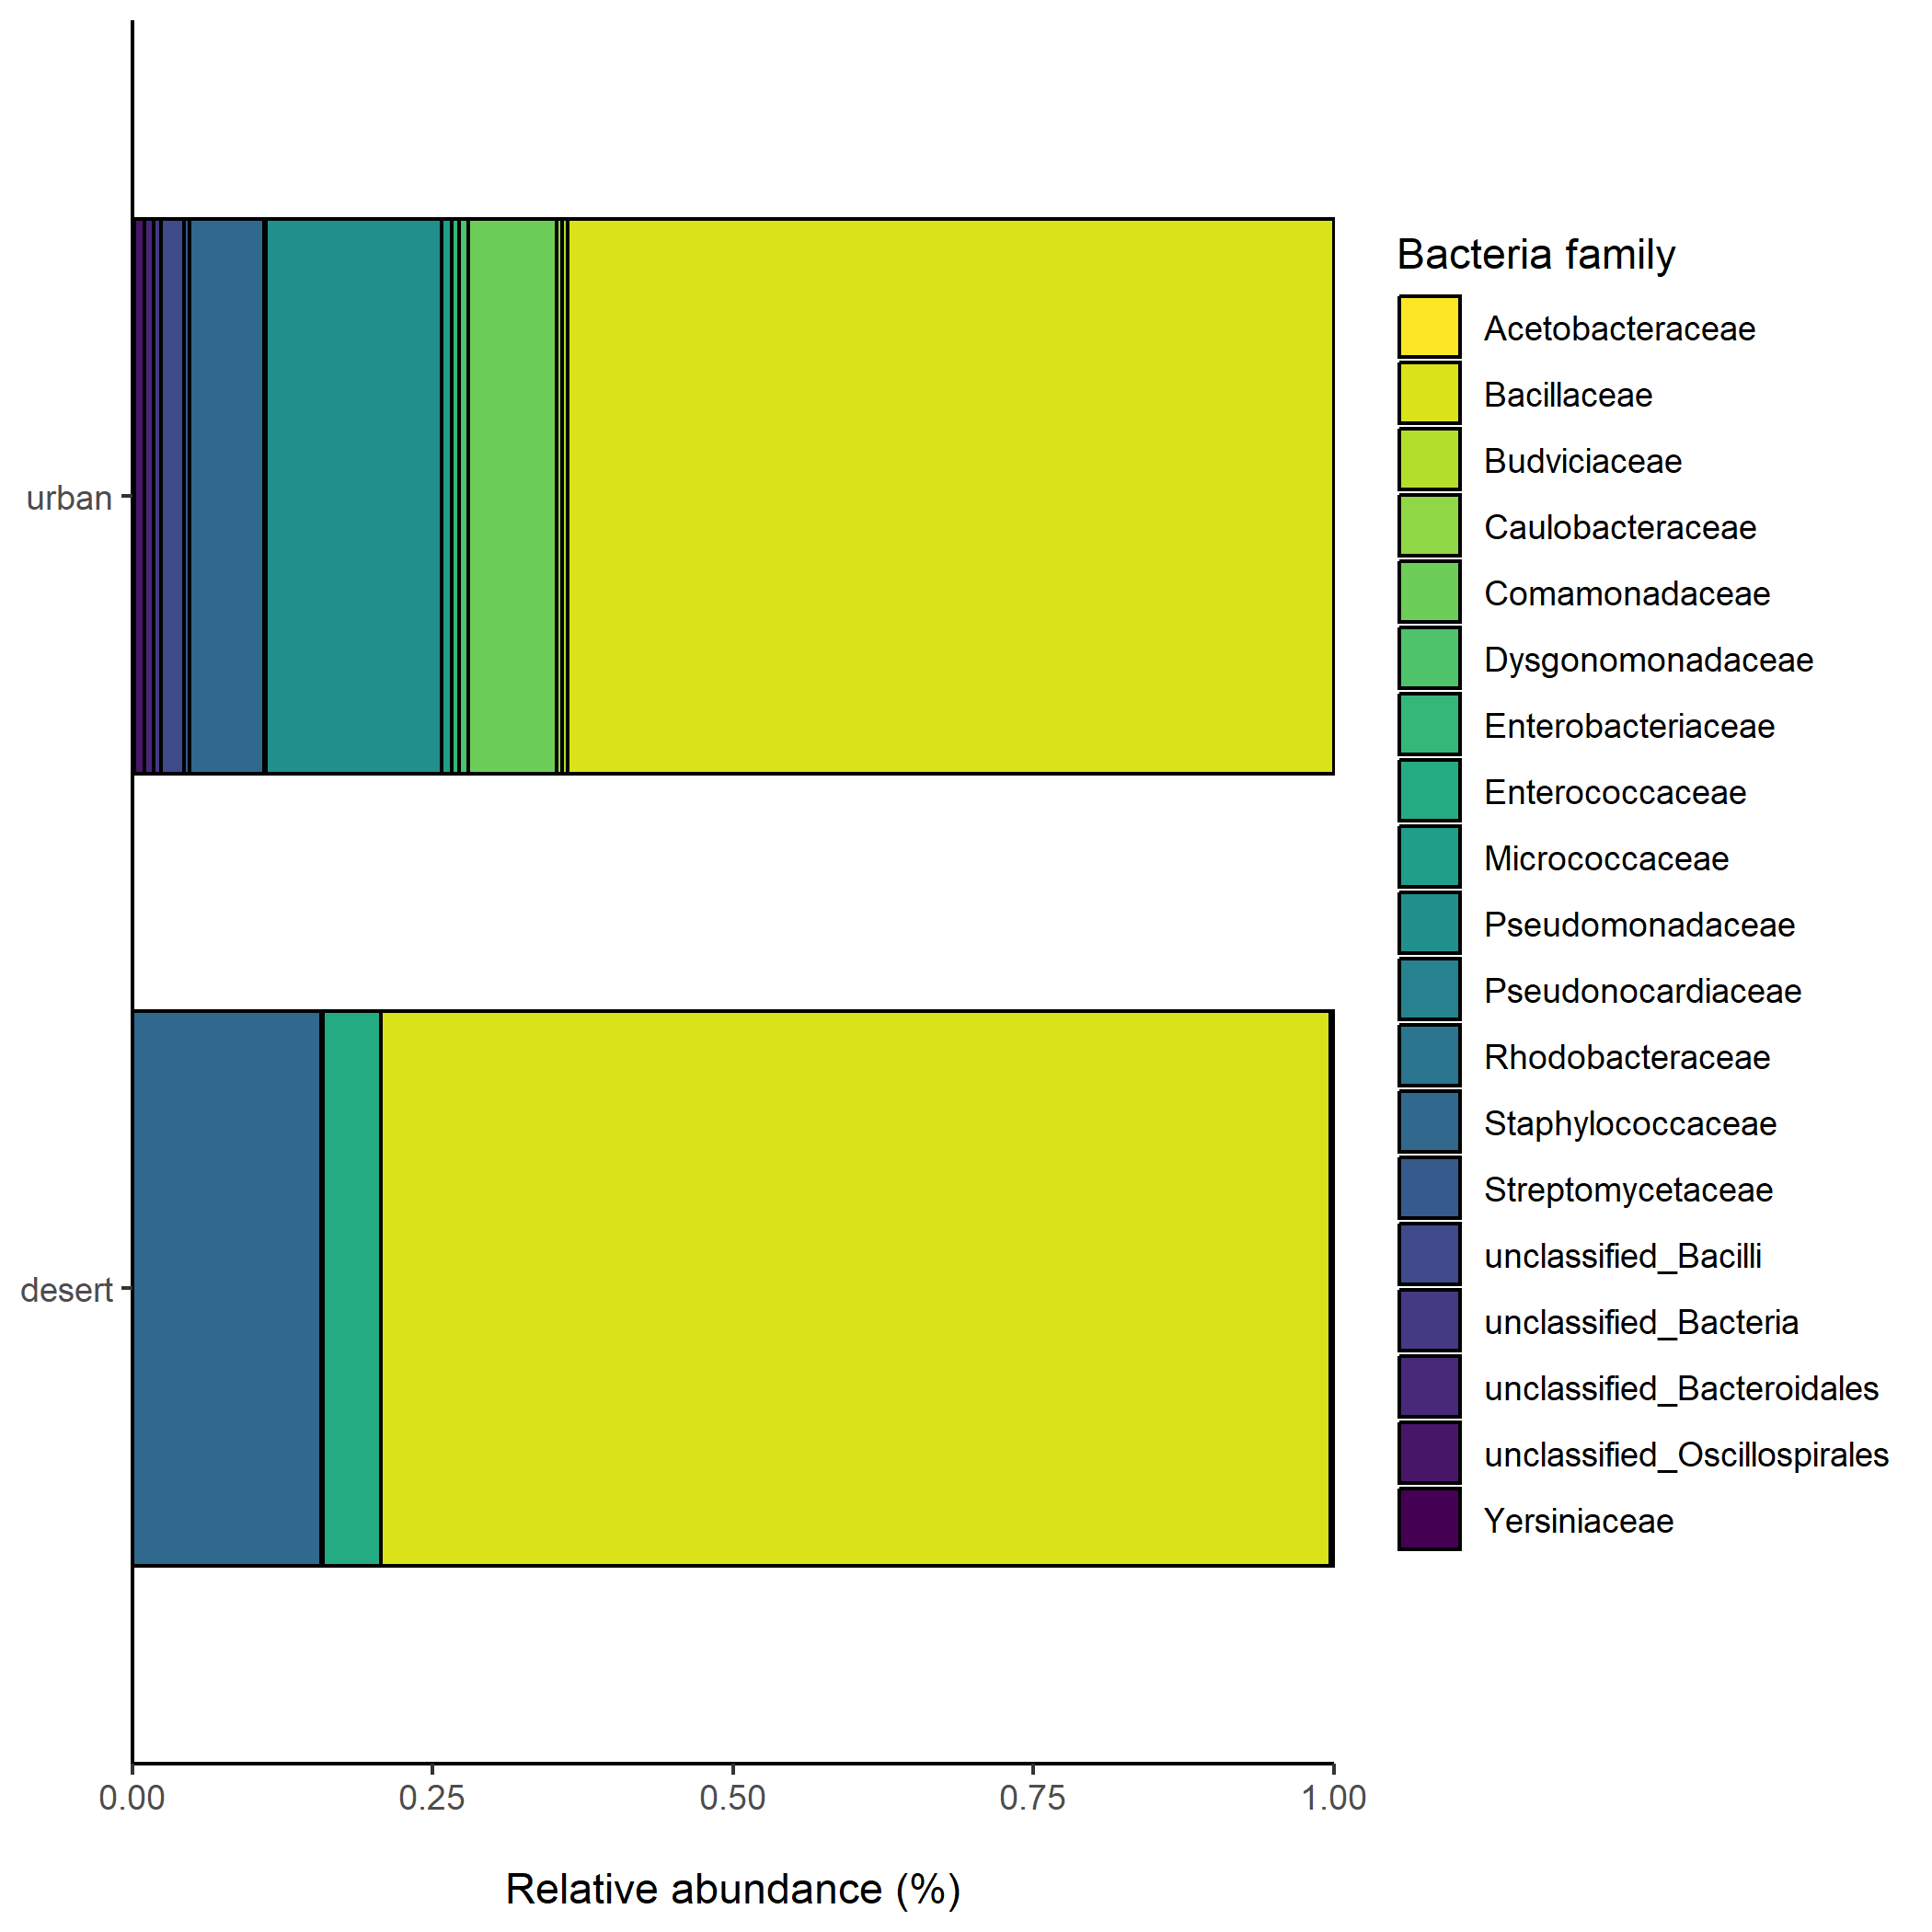 urban
desert
0.00 0.25 0.50 0.75 1.00
Relative abundance (%)
Bacteria family
Acetobacteraceae
Bacillaceae
Budviciaceae
Caulobacteraceae
Comamonadaceae
Dysgonomonadaceae
Enterobacteriaceae
Enterococcaceae
Micrococcaceae
Pseudomonadaceae
Pseudonocardiaceae
Rhodobacteraceae
Staphylococcaceae
Streptomycetaceae
unclassified_Bacilli
unclassified_Bacteria
unclassified_Bacteroidales
unclassified_Oscillospirales
Yersiniaceae